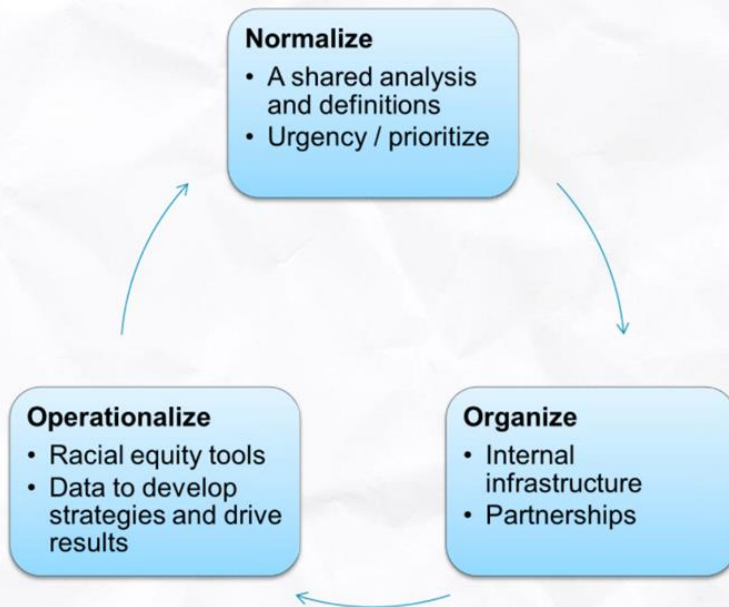 Normalize
• A shared analysis
and definitions
• Urgency / prioritize
Operationalize
• Racial equity tools
• Data to develop
strategies and drive
results
Organize
• Internal
infrastructure
• Partnerships